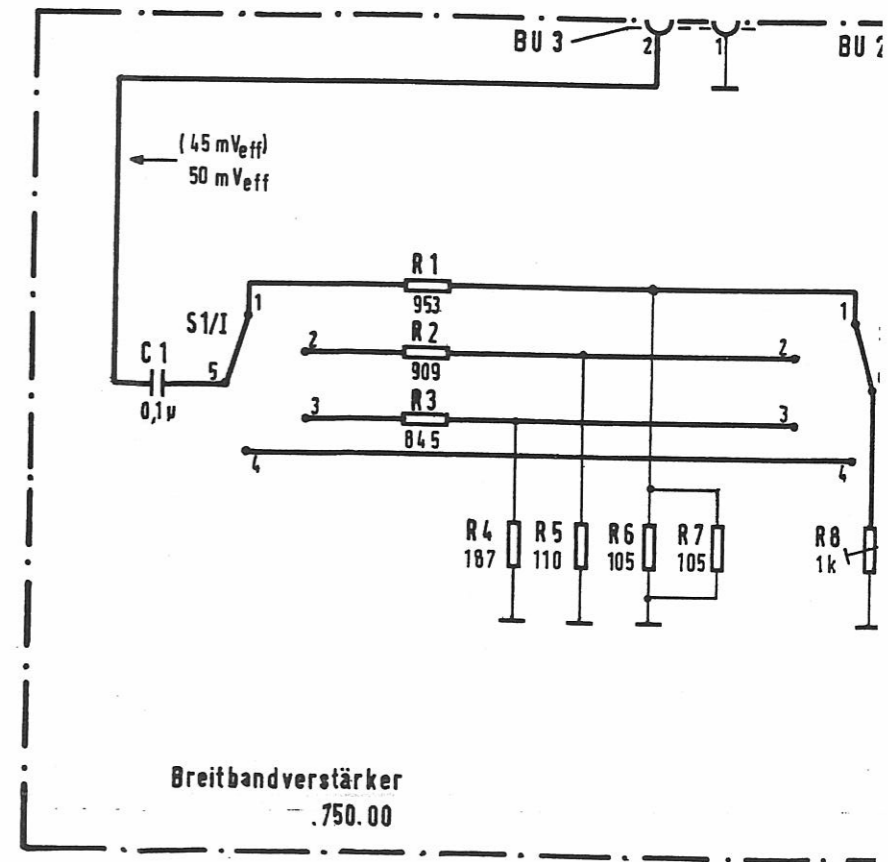 BU 3
2
1
BU 2
(45 mVeff)
50 mVeff
R 1
953
1
S1/I
1
R 2
909
2
2
C 1
0,1µ
5
R 3
845
3
3
4
4
R 4
187
R 5
110
R 6
105
R 7
105
R 8
1k
Breitbandverstärker
.750.00